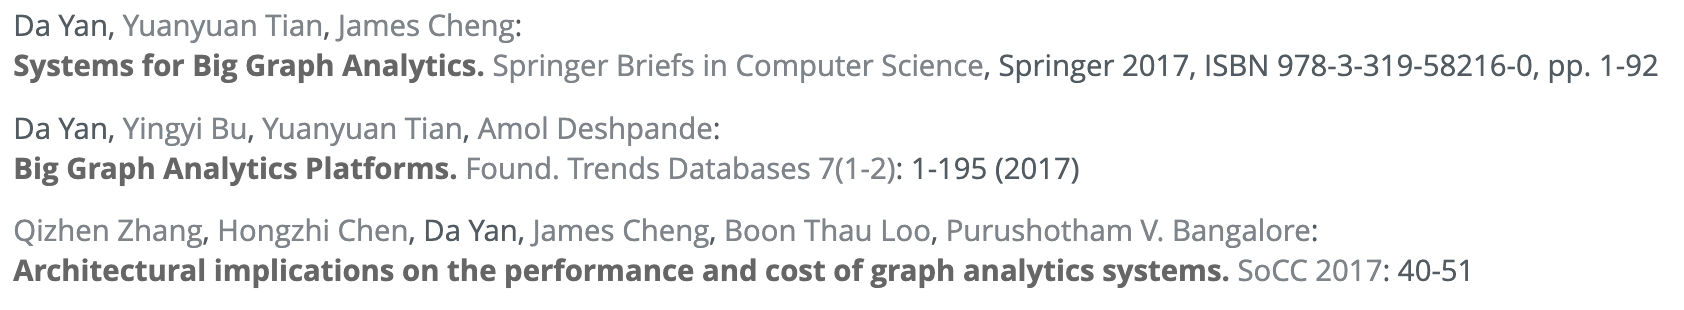 Da Yan, Yuanyuan Tian, James Cheng:
Systems for Big Graph Analytics. Springer Briefs in Computer Science, Springer 2017, ISBN 978-3-319-58216-0, pp. 1-92
Da Yan, Yingyi Bu, Yuanyuan Tian, Amol Deshpande:
Big Graph Analytics Platforms. Found. Trends Databases 7(1-2): 1-195 (2017)
Qizhen Zhang, Hongzhi Chen, Da Yan, James Cheng, Boon Thau Loo, Purushotham V. Bangalore:
Architectural implications on the performance and cost of graph analytics systems. SoCC 2017: 40-51